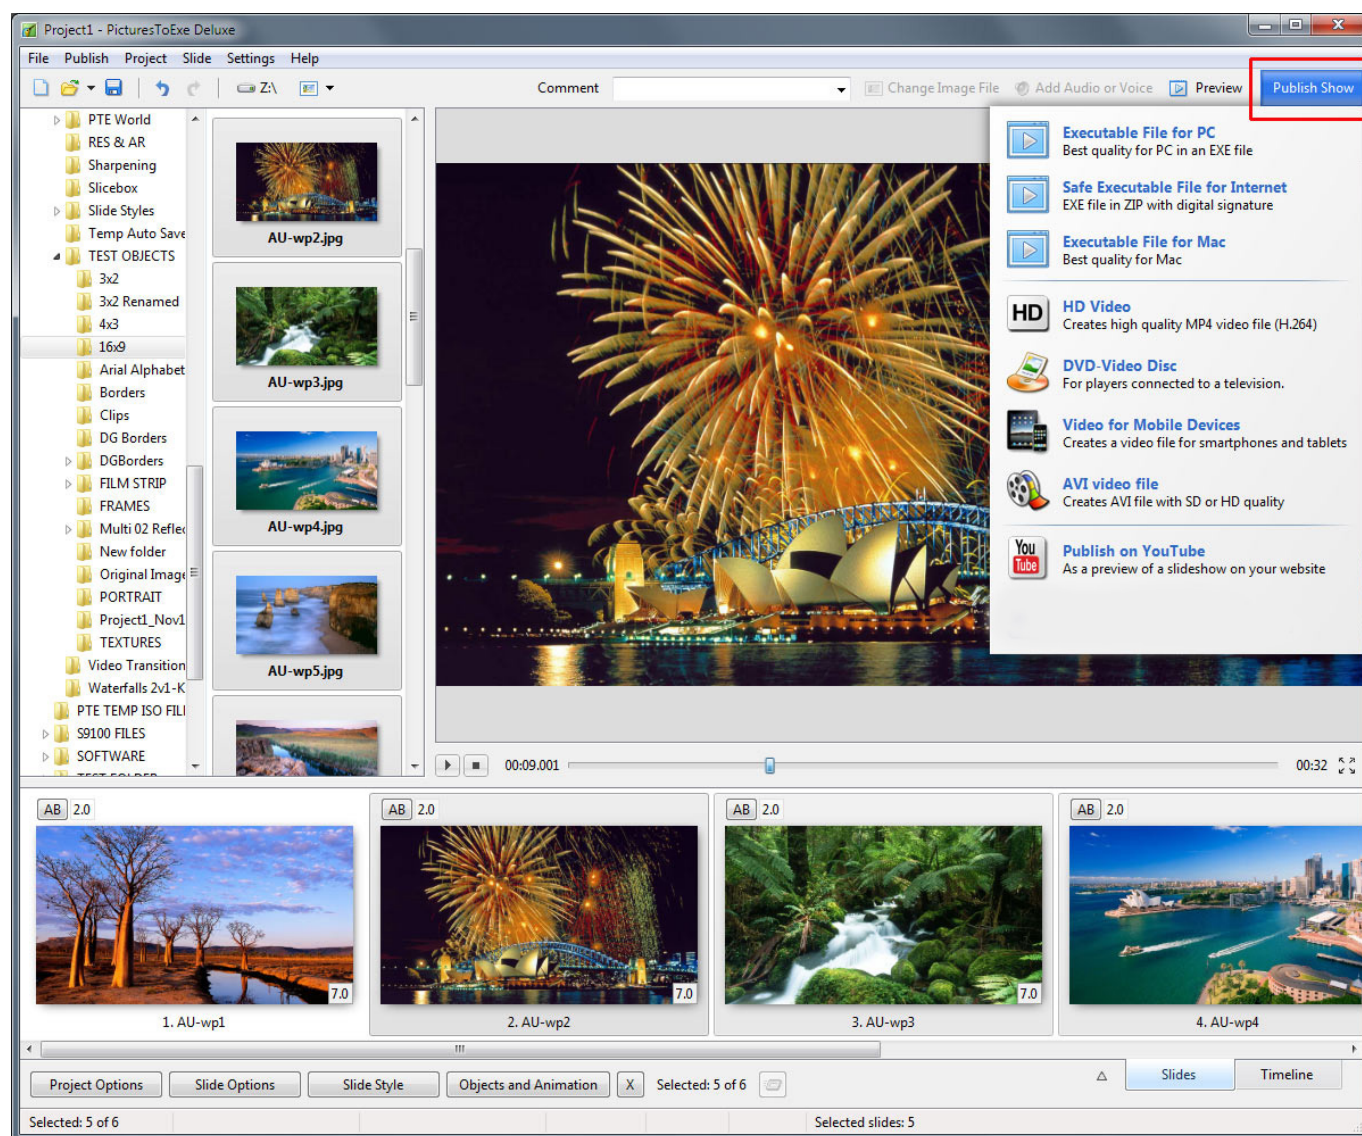 Project1 - PicturesToExe Deluxe
File Publish Project Slide Settings Help
Z:\
Comment
Change Image File
Add Audio or Voice
Preview
Publish Show
PTE World
RES & AR
Sharpening
Slicebox
Slide Styles
Temp Auto Save
TEST OBJECTS
3x2
3x2 Renamed
4x3
16x9
Arial Alphabet
Borders
Clips
DG Borders
DGBorders
FILM STRIP
FRAMES
Multi 02 Reflec
New folder
Original Image
PORTRAIT
Project1_Nov1
TEXTURES
Video Transition
Waterfalls 2v1-K
PTE TEMP ISO FIL
S9100 FILES
SOFTWARE
TEST FOLDER
AU-wp2.jpg
AU-wp3.jpg
AU-wp4.jpg
AU-wp5.jpg
Executable File for PC
Best quality for PC in an EXE file
Safe Executable File for Internet
EXE file in ZIP with digital signature
Executable File for Mac
Best quality for Mac
HD
HD Video
Creates high quality MP4 video file (H.264)
DVD-Video Disc
For players connected to a television.
Video for Mobile Devices
Creates a video file for smartphones and tablets
AVI video file
Creates AVI file with SD or HD quality
You
Tube
Publish on YouTube
As a preview of a slideshow on your website
00:09.001
00:32
AB 2.0
AB 2.0
AB 2.0
AB 2.0
7.0
7.0
7.0
1. AU-wp1
2. AU-wp2
3. AU-wp3
4. AU-wp4
Project Options
Slide Options
Slide Style
Objects and Animation
X
Selected: 5 of 6
Slides
Timeline
Selected: 5 of 6
Selected slides: 5